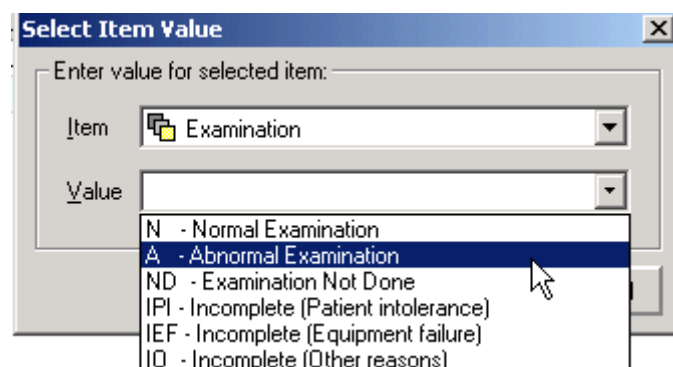 Select Item Value
Enter value for selected item:
Item Examination
Value
N - Normal Examination
A - Abnormal Examination
ND - Examination Not Done
IPI - Incomplete (Patient intolerance)
IEF - Incomplete (Equipment failure)
IO - Incomplete (Other reasons)